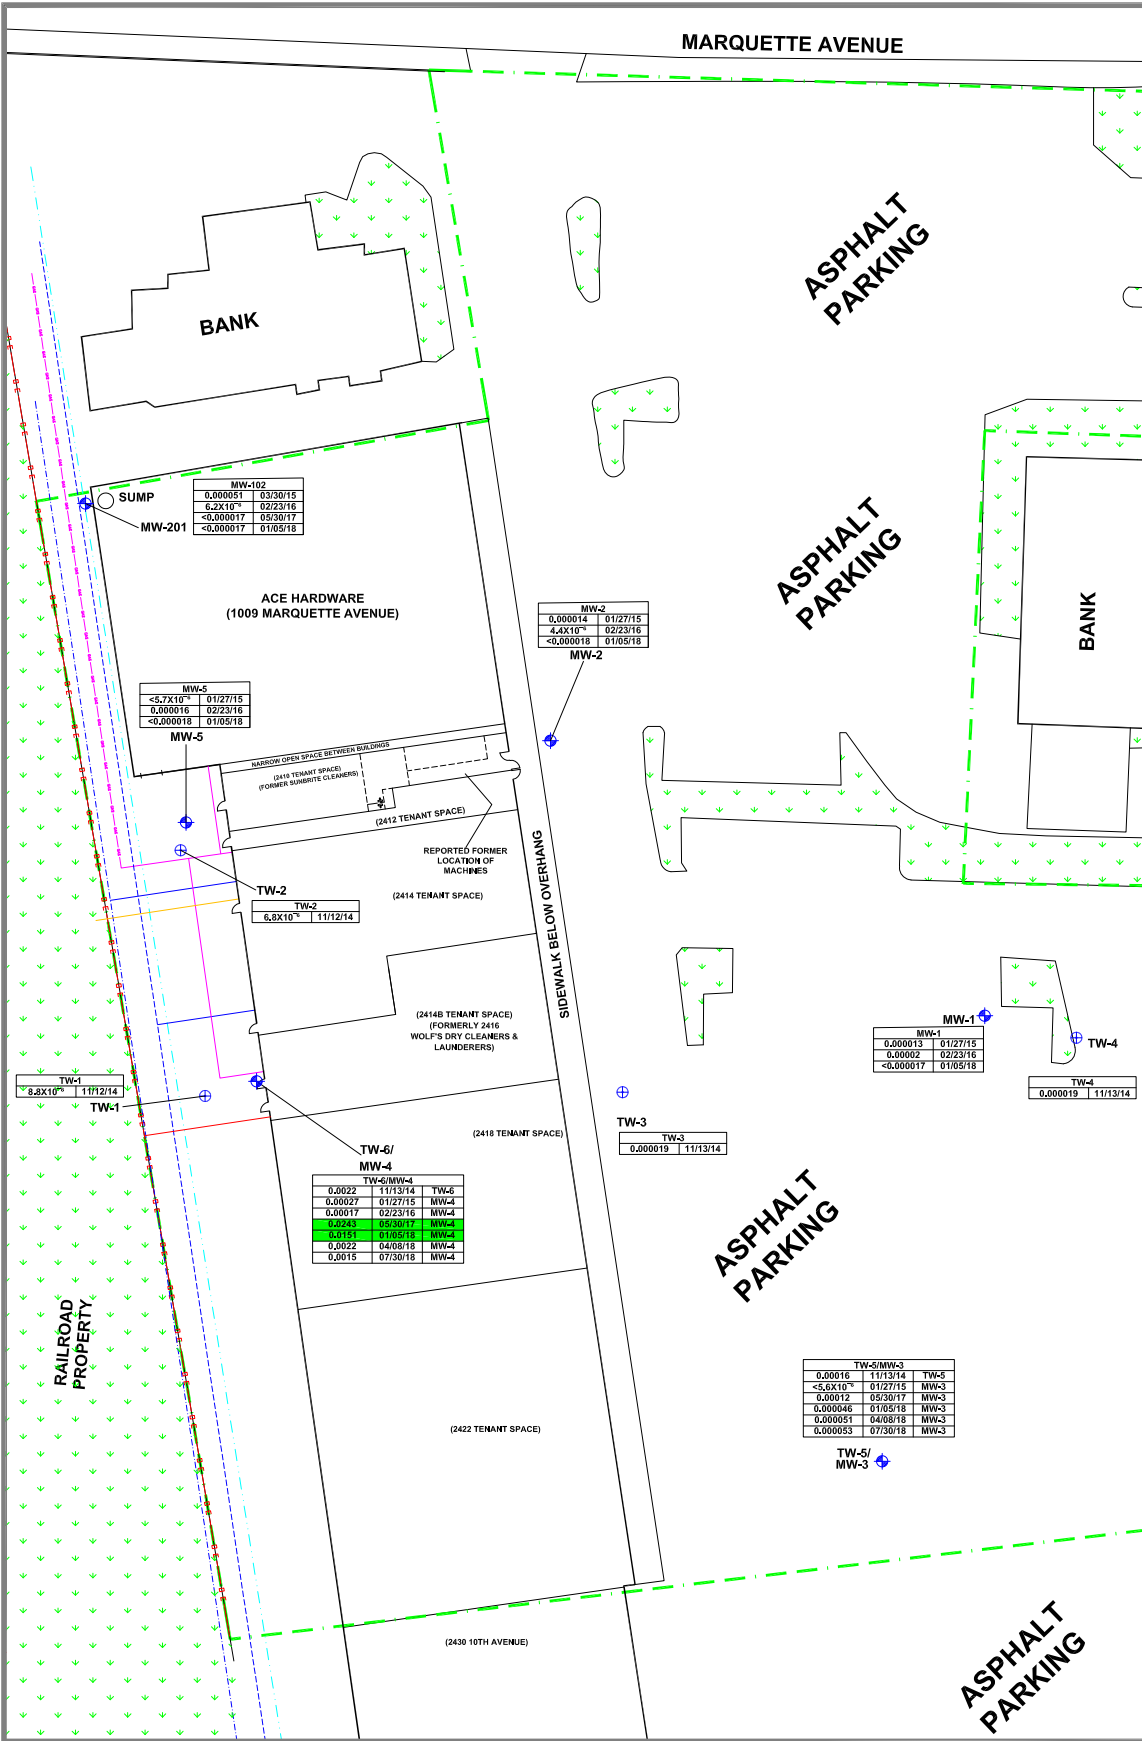 MARQUETTE AVENUE
ASPHALT
PARKING
BANK
SUMP
MW-201
MW-102
0.000051 03/30/15
6.2X10⁻⁶ 02/23/16
<0.000017 05/30/17
<0.000017 01/05/18
ASPHALT
PARKING
ACE HARDWARE
(1009 MARQUETTE AVENUE)
BANK
MW-2
0.000014 01/27/15
4.4X10⁻⁶ 02/23/16
<0.000018 01/05/18
MW-2
MW-5
<5.7X10⁻⁶ 01/27/15
0.000016 02/23/16
<0.000018 01/05/18
MW-5
NARROW OPEN SPACE BETWEEN BUILDINGS
(2410 TENANT SPACE)
(FORMER SUNBRITE CLEANERS)
(2412 TENANT SPACE)
REPORTED FORMER
LOCATION OF
MACHINES
SIDEWALK BELOW OVERHANG
TW-2
TW-2
6.8X10⁻⁶ 11/12/14
(2414 TENANT SPACE)
(2414B TENANT SPACE)
(FORMERLY 2416
WOLF'S DRY CLEANERS &
LAUNDERERS)
MW-1
MW-1
0.000013 01/27/15
0.00002 02/23/16
<0.000017 01/05/18
TW-4
TW-4
0.000019 11/13/14
TW-1
8.8X10⁻⁶ 11/12/14
TW-1
TW-3
TW-3
0.000019 11/13/14
(2418 TENANT SPACE)
TW-6/
MW-4
TW-6/MW-4
0.0022 11/13/14 TW-6
0.00027 01/27/15 MW-4
0.00017 02/23/16 MW-4
0.0243 05/30/17 MW-4
0.0151 01/05/18 MW-4
0.0022 04/08/18 MW-4
0.0015 07/30/18 MW-4
ASPHALT
PARKING
RAILROAD
PROPERTY
TW-5/MW-3
0.00016 11/13/14 TW-5
<5.6X10⁻⁶ 01/27/15 MW-3
0.00012 05/30/17 MW-3
0.000046 01/05/18 MW-3
0.000051 04/08/18 MW-3
0.000053 07/30/18 MW-3
TW-5/
MW-3
(2422 TENANT SPACE)
(2430 10TH AVENUE)
ASPHALT
PARKING